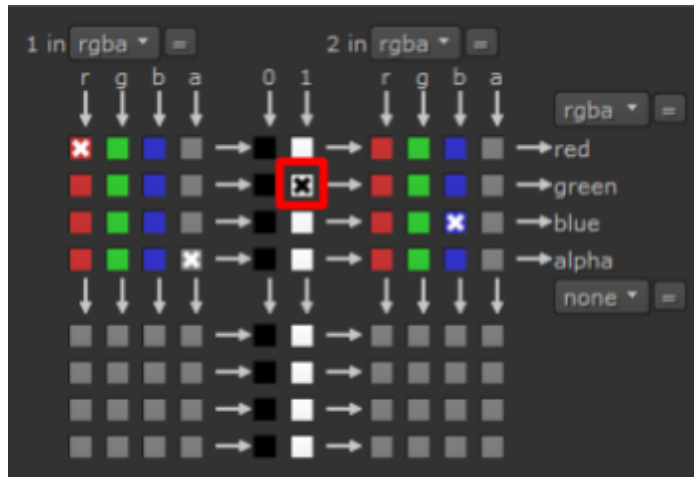 1 in rgba = 2 in rgba =
r g b a 0 1 r g b a
rgba =
red
green
blue
alpha
none =